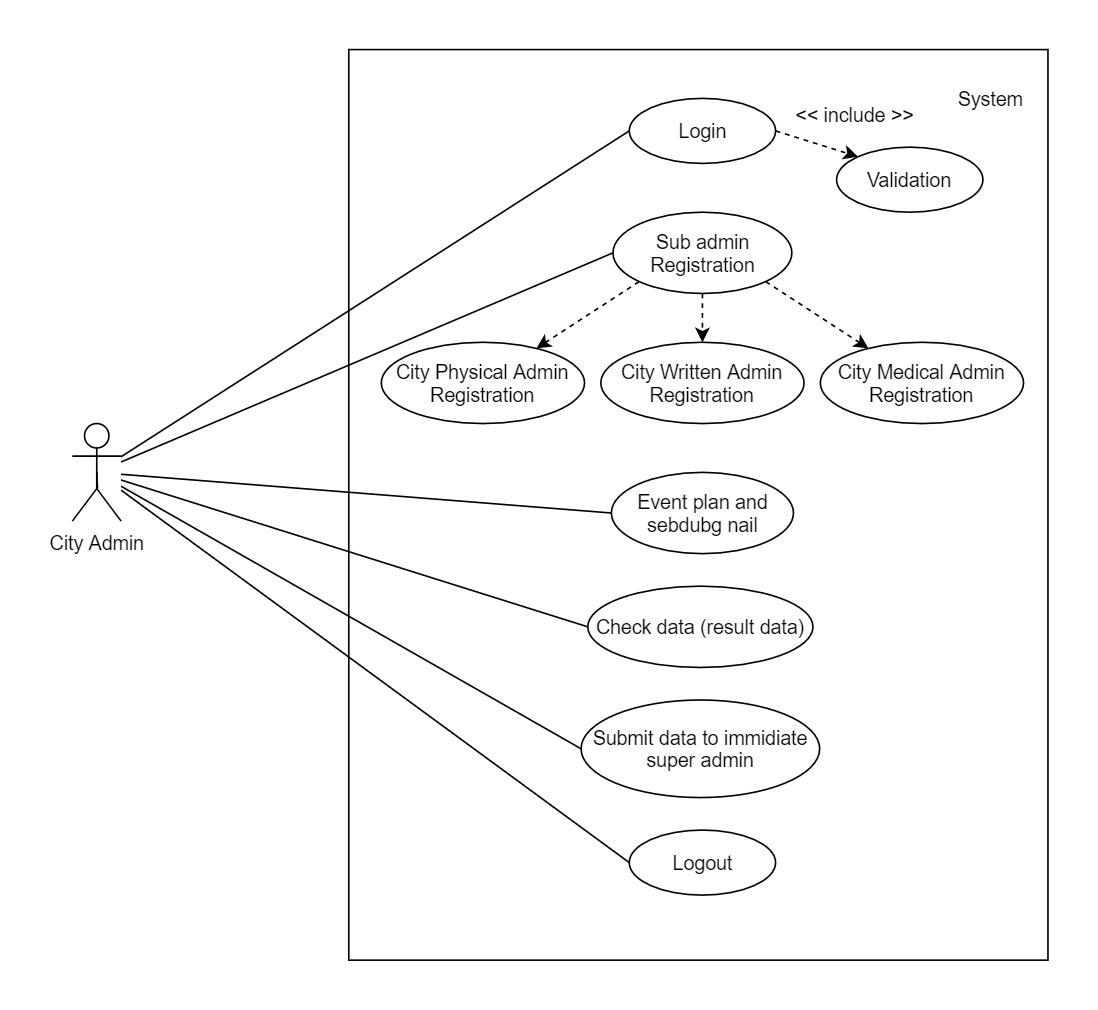 System
<< include >>
Login
Validation
Sub admin
Registration
City Physical Admin
Registration
City Written Admin
Registration
City Medical Admin
Registration
Event plan and
sebdubg nail
City Admin
Check data (result data)
Submit data to immidiate
super admin
Logout